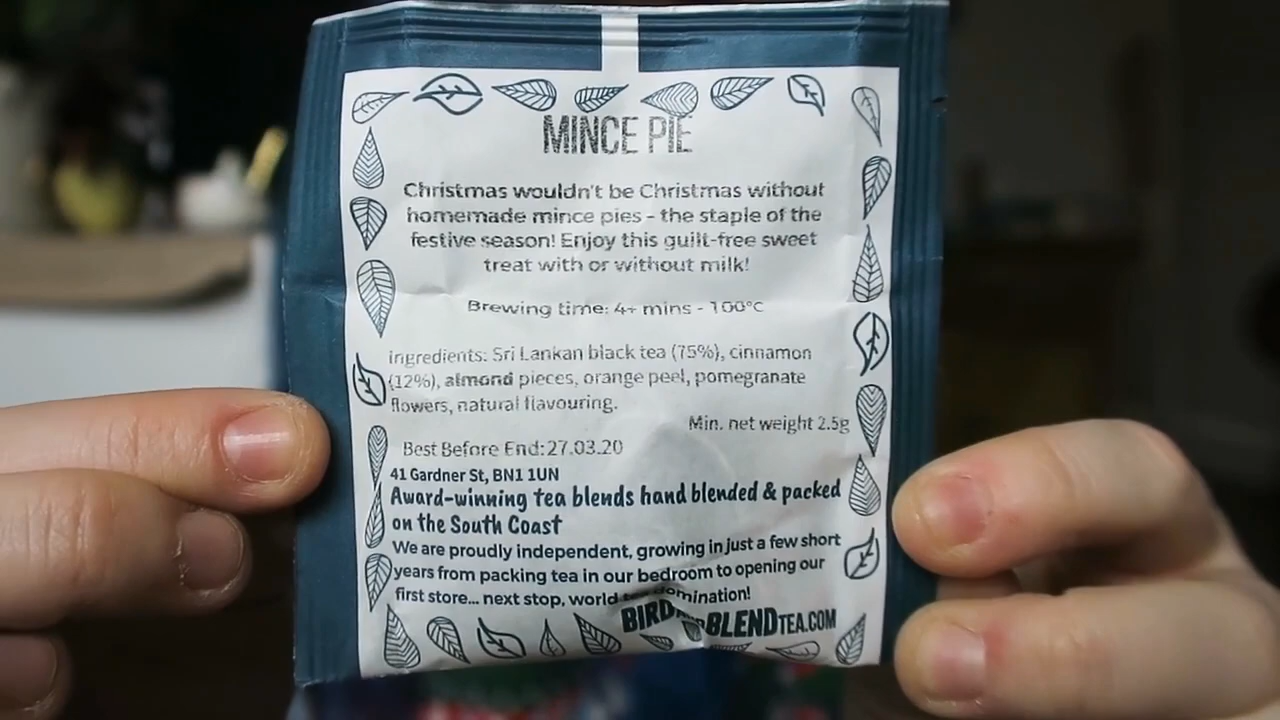 MINCE PIE
Christmas wouldn't be Christmas without
homemade mince pies - the staple of the
festive season! Enjoy this guilt-free sweet
treat with or without milk!
Brewing time: 4+ mins - 100°C
Ingredients: Sri Lankan black tea (75%), cinnamon
(12%), almond pieces, orange peel, pomegranate
flowers, natural flavouring.
Min. net weight 2.5g
Best Before End:27.03.20
41 Gardner St, BN1 1UN
Award-winning tea blends hand blended & packed
on the South Coast
We are proudly independent, growing in just a few short
years from packing tea in our bedroom to opening our
first store... next stop, world tea domination!
BIRD BLENDTEA.COM